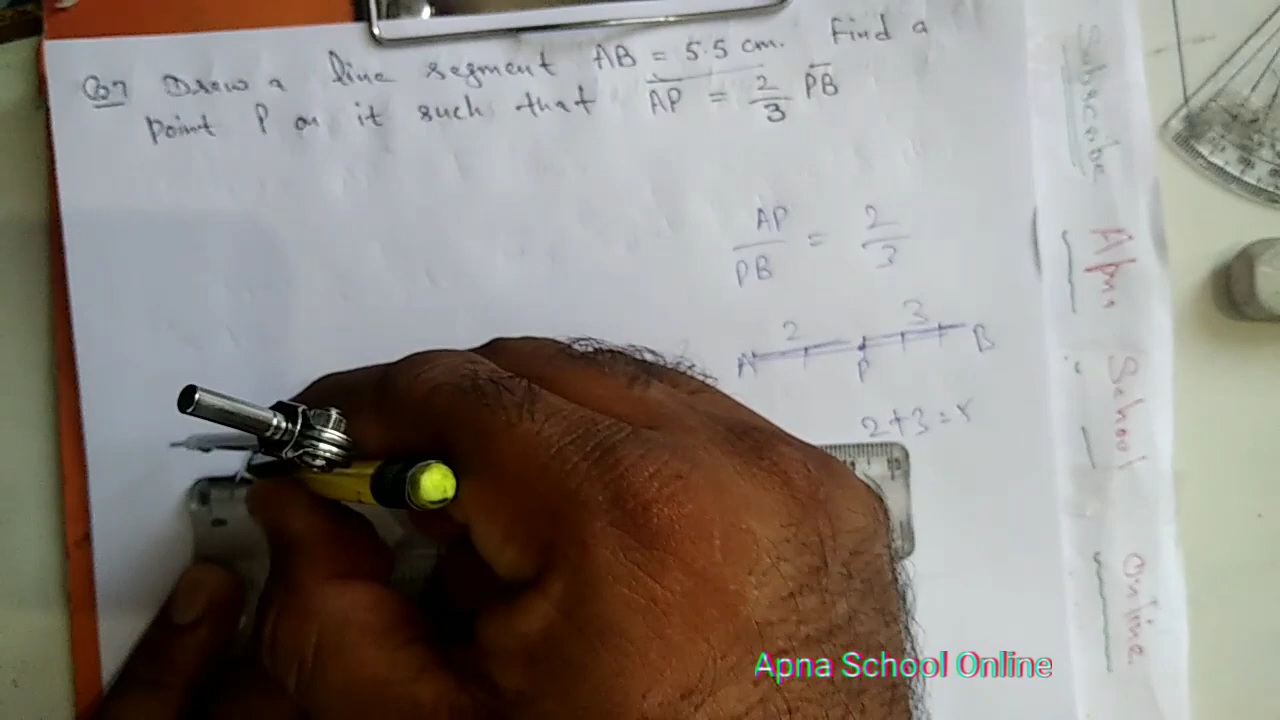 Q7 Draw a line segment AB = 5.5 cm. Find a
point P on it such that AP = 2/3 PB
AP/PB = 2/3
2 3
A P B
2+3=5
Subscribe Apna School Online
Apna School Online